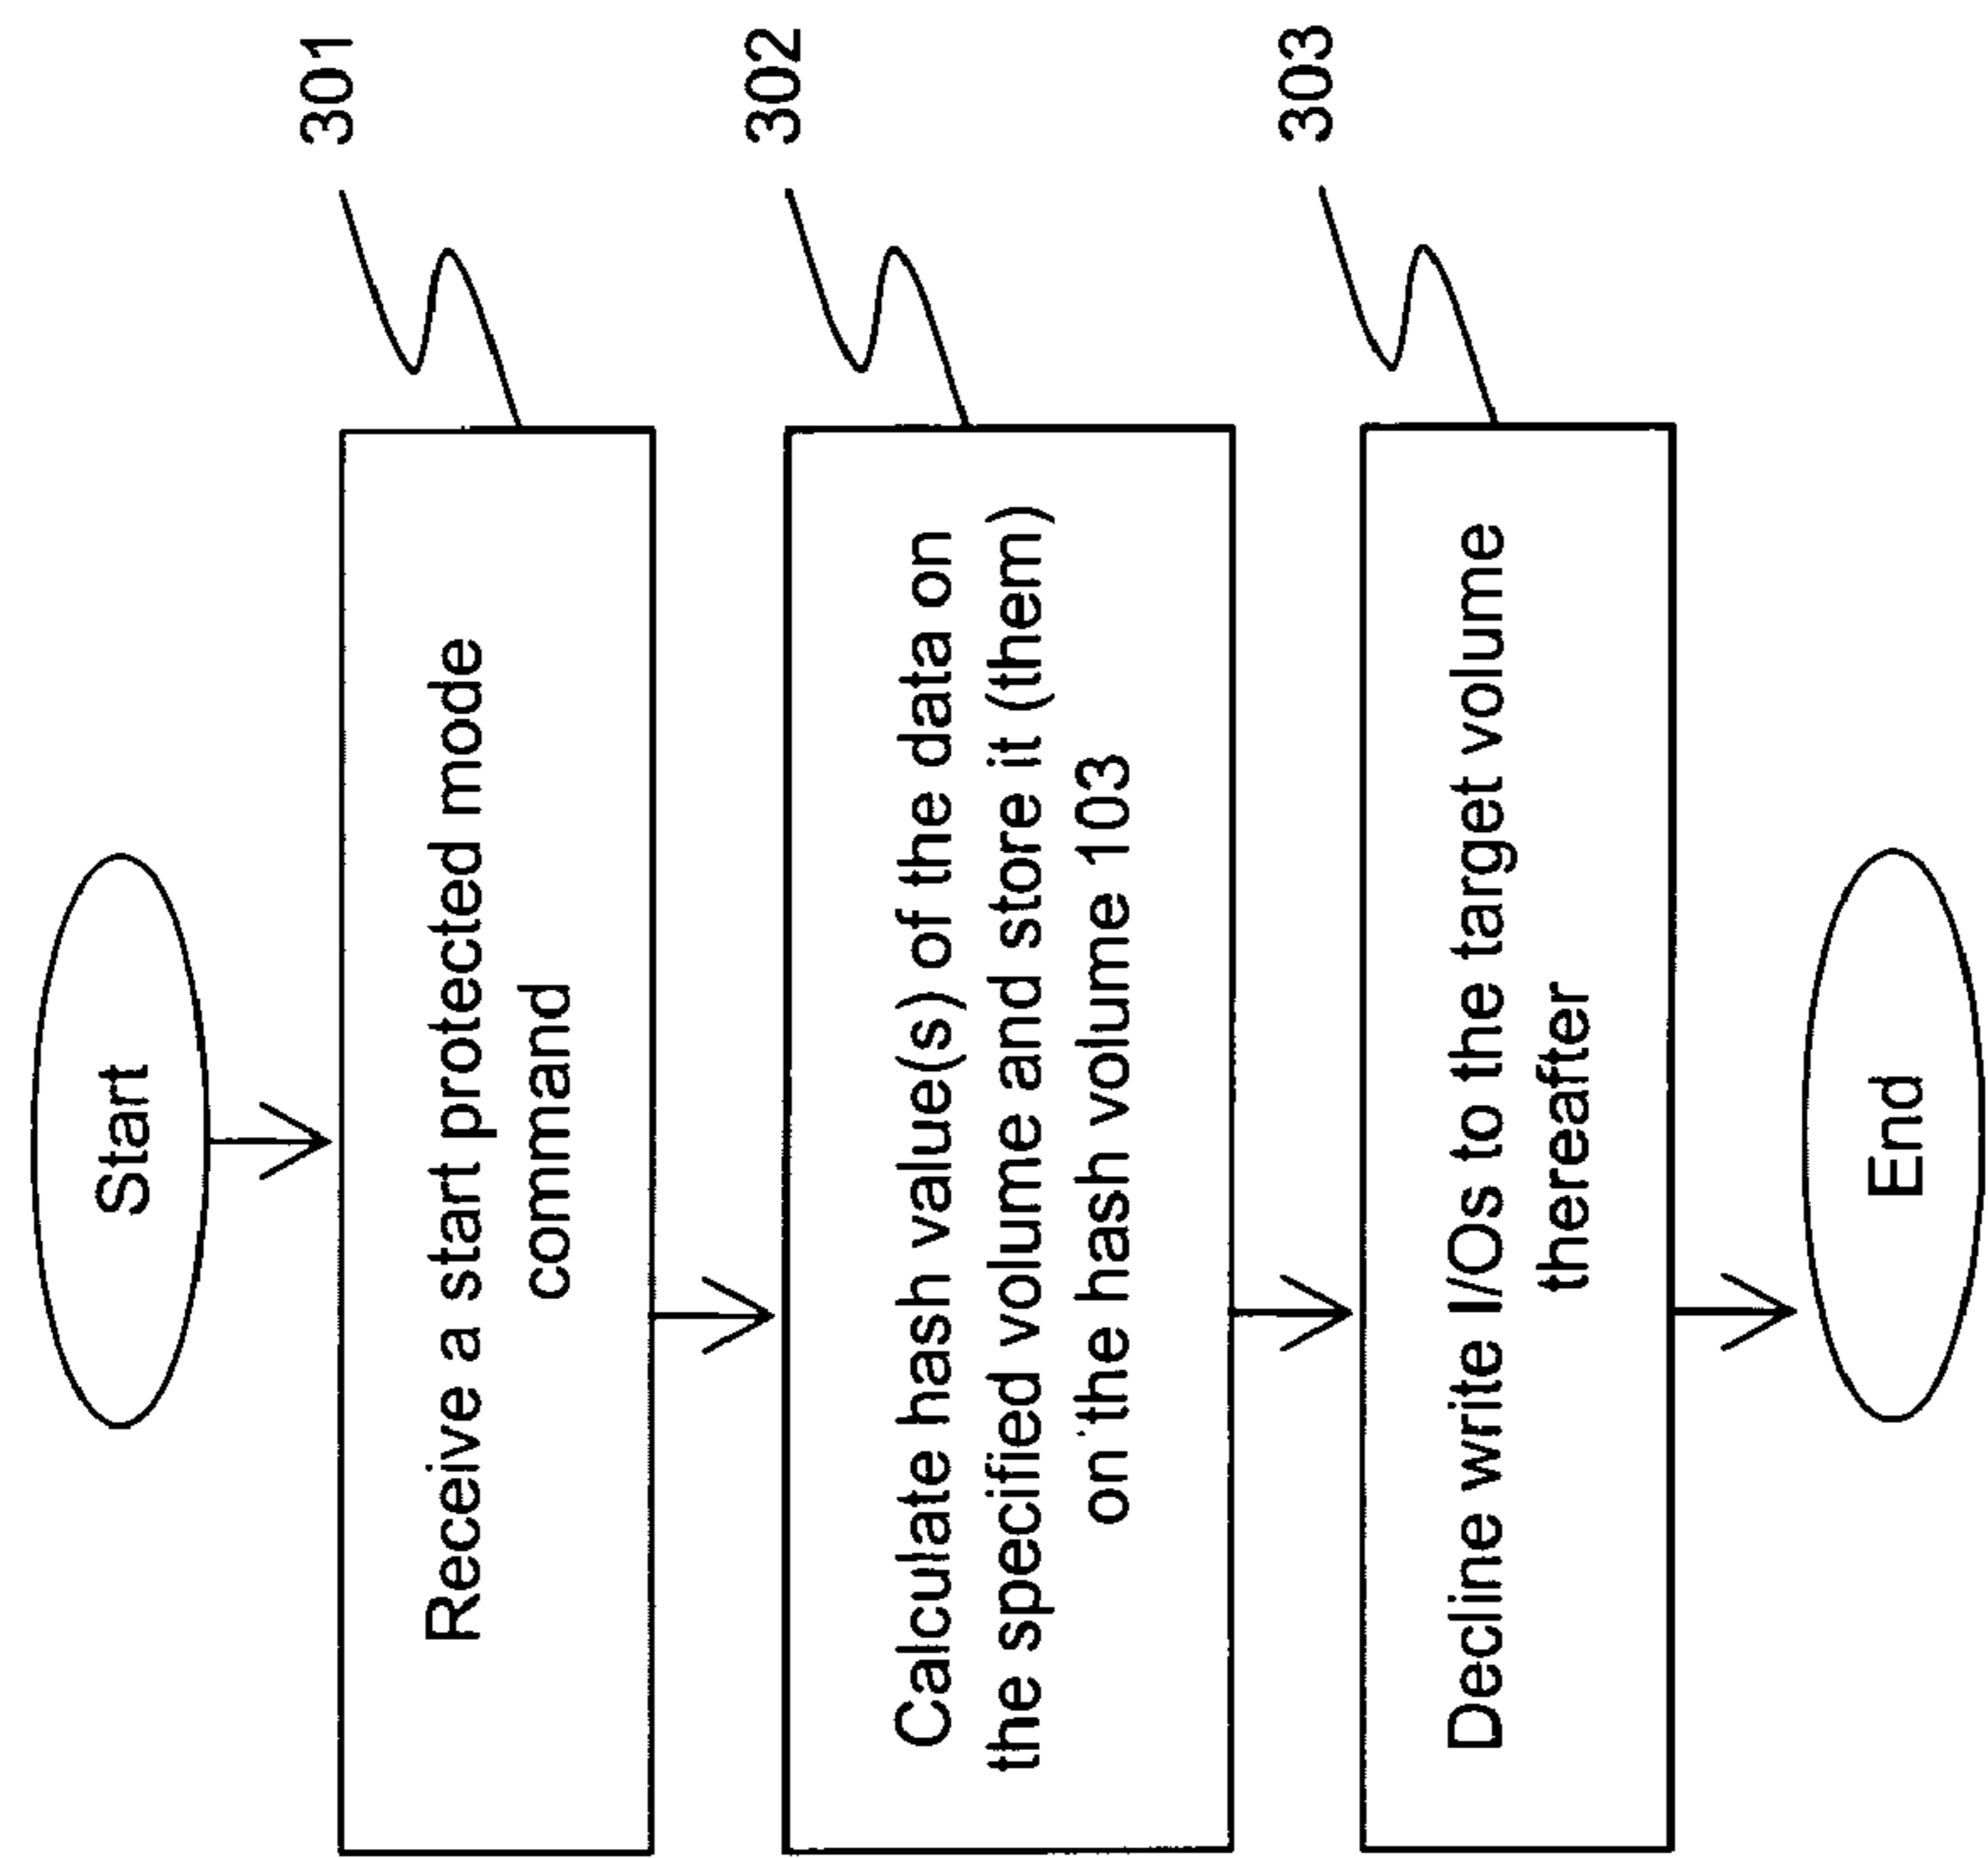 Start
301
Receive a start protected mode
command
302
Calculate hash value(s) of the data on
the specified volume and store it (them)
on the hash volume 103
303
Decline write I/Os to the target volume
thereafter
End